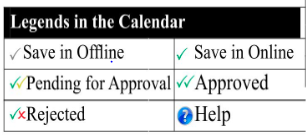 Legends in the Calendar
Save in Offline Save in Online
Pending for Approval Approved
Rejected Help